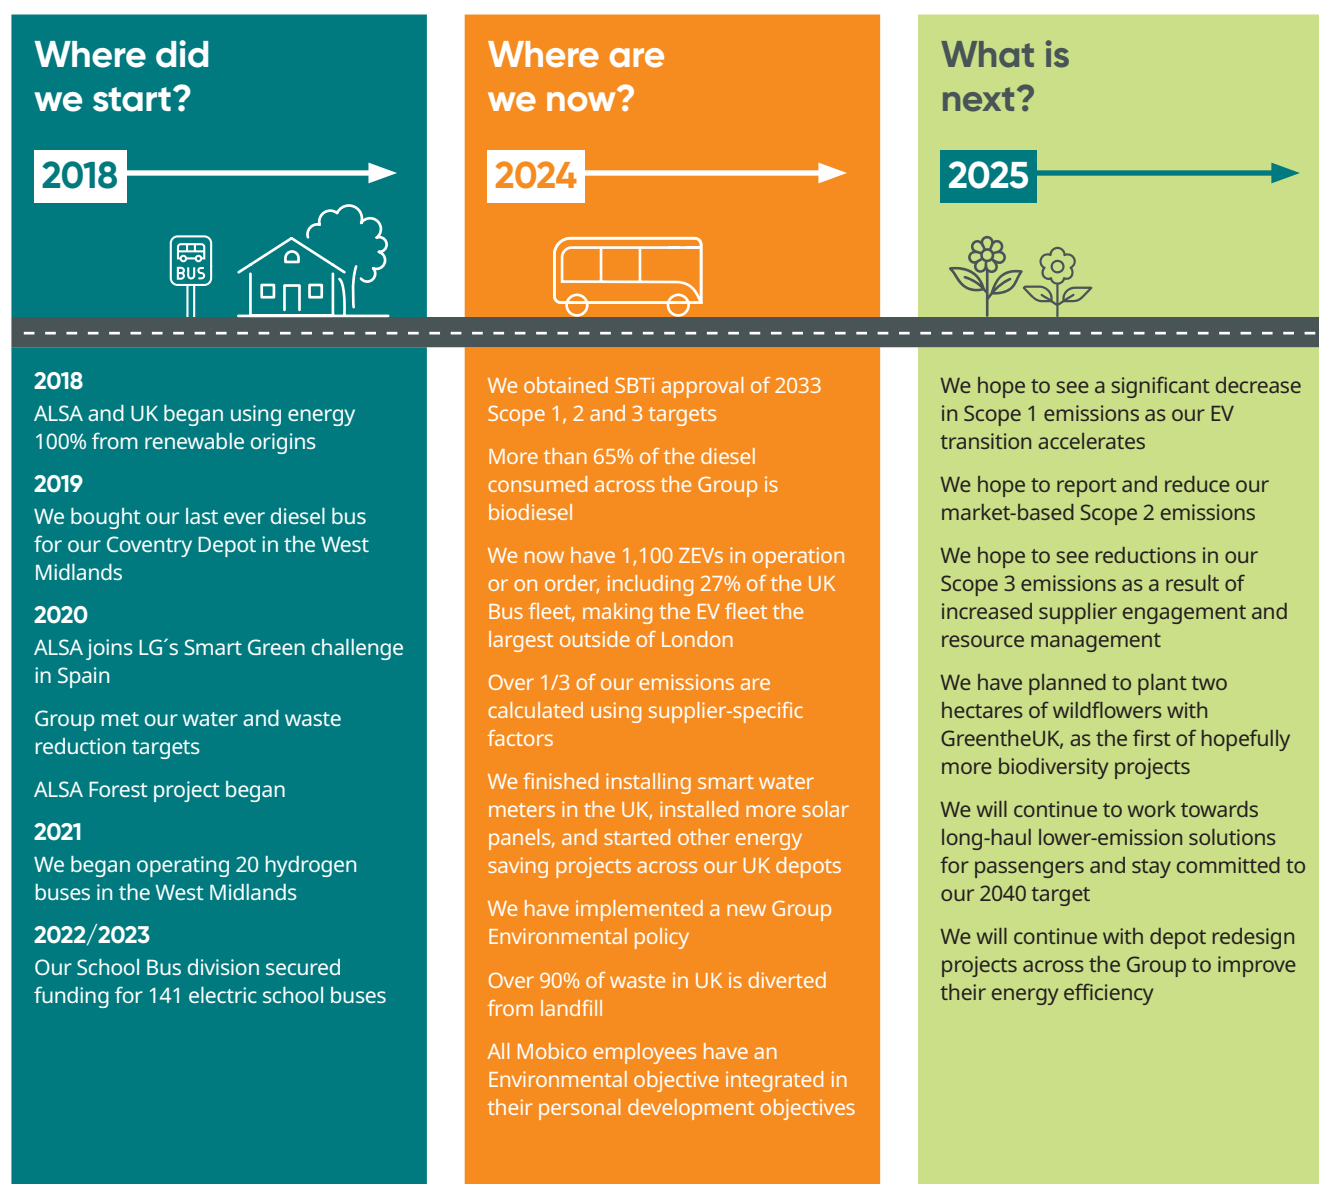 Where did
we start?
2018
BUS
2018
ALSA and UK began using energy
100% from renewable origins
2019
We bought our last ever diesel bus
for our Coventry Depot in the West
Midlands
2020
ALSA joins LG´s Smart Green challenge
in Spain
Group met our water and waste
reduction targets
ALSA Forest project began
2021
We began operating 20 hydrogen
buses in the West Midlands
2022/2023
Our School Bus division secured
funding for 141 electric school buses
Where are
we now?
2024
We obtained SBTi approval of 2033
Scope 1, 2 and 3 targets
More than 65% of the diesel
consumed across the Group is
biodiesel
We now have 1,100 ZEVs in operation
or on order, including 27% of the UK
Bus fleet, making the EV fleet the
largest outside of London
Over 1/3 of our emissions are
calculated using supplier-specific
factors
We finished installing smart water
meters in the UK, installed more solar
panels, and started other energy
saving projects across our UK depots
We have implemented a new Group
Environmental policy
Over 90% of waste in UK is diverted
from landfill
All Mobico employees have an
Environmental objective integrated in
their personal development objectives
What is
next?
2025
We hope to see a significant decrease
in Scope 1 emissions as our EV
transition accelerates
We hope to report and reduce our
market-based Scope 2 emissions
We hope to see reductions in our
Scope 3 emissions as a result of
increased supplier engagement and
resource management
We have planned to plant two
hectares of wildflowers with
GreentheUK, as the first of hopefully
more biodiversity projects
We will continue to work towards
long-haul lower-emission solutions
for passengers and stay committed to
our 2040 target
We will continue with depot redesign
projects across the Group to improve
their energy efficiency